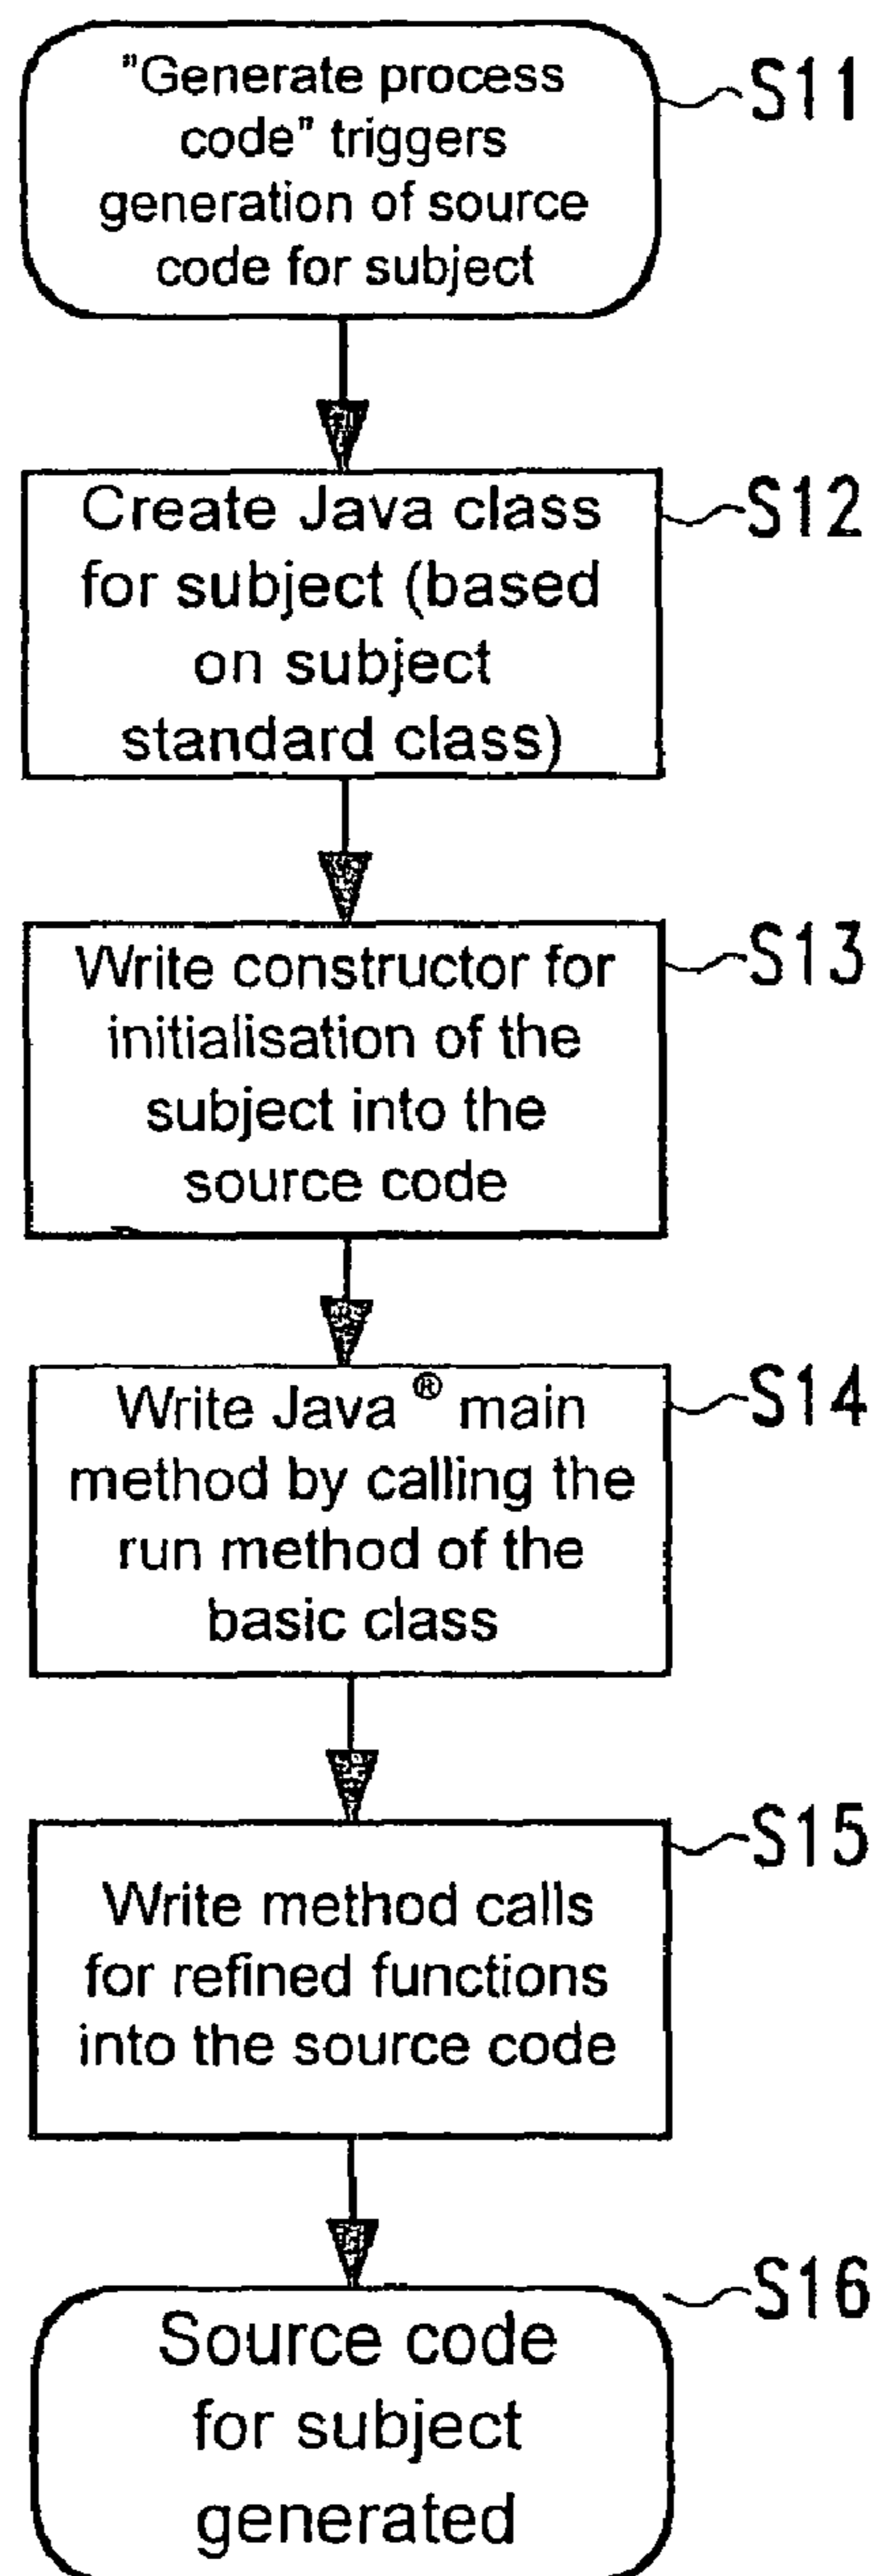 "Generate process
code" triggers
generation of source
code for subject
S11
Create Java class
for subject (based
on subject
standard class)
S12
Write constructor for
initialisation of the
subject into the
source code
S13
Write Java ® main
method by calling the
run method of the
basic class
S14
Write method calls
for refined functions
into the source code
S15
Source code
for subject
generated
S16